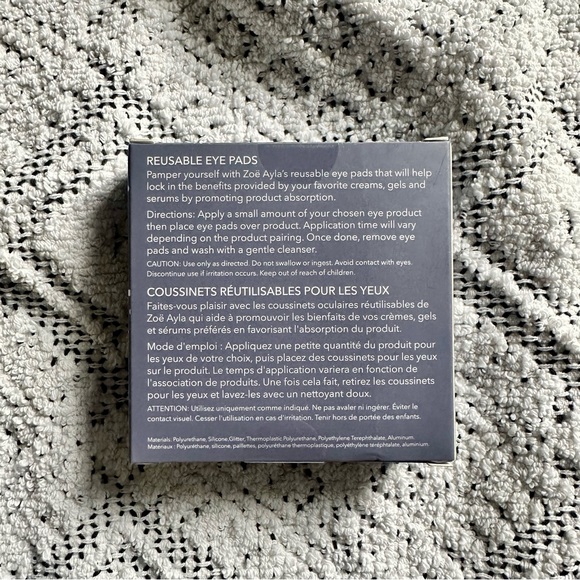 REUSABLE EYE PADS
Pamper yourself with Zoë Ayla's reusable eye pads that will help
lock in the benefits provided by your favorite creams, gels and
serums by promoting product absorption.
Directions: Apply a small amount of your chosen eye product
then place eye pads over product. Application time will vary
depending on the product pairing. Once done, remove eye
pads and wash with a gentle cleanser.
CAUTION: Use only as directed. Do not swallow or ingest. Avoid contact with eyes.
Discontinue use if irritation occurs. Keep out of reach of children.
COUSSINETS RÉUTILISABLES POUR LES YEUX
Faites-vous plaisir avec les coussinets oculaires réutilisables de
Zoë Ayla qui aide à promouvoir les bienfaits de vos crèmes, gels
et sérums préférés en favorisant l'absorption du produit.
Mode d'emploi : Appliquez une petite quantité du produit pour
les yeux de votre choix, puis placez des coussinets pour les yeux
sur le produit. Le temps d'application variera en fonction de
l'association de produits. Une fois cela fait, retirez les coussinets
pour les yeux et lavez-les avec un nettoyant doux.
ATTENTION: Utilisez uniquement comme indiqué. Ne pas avaler ni ingérer. Éviter le
contact visuel. Cesser l'utilisation en cas d'irritation. Tenir hors de portée des enfants.
Materials: Polyurethane, Silicone,Glitter, Thermoplastic Polyurethane, Polyethylene Terephthalate, Aluminum.
Matériaux : Polyuréthane, silicone, paillettes, polyuréthane thermoplastique, polyéthylène téréphtalate, aluminium.